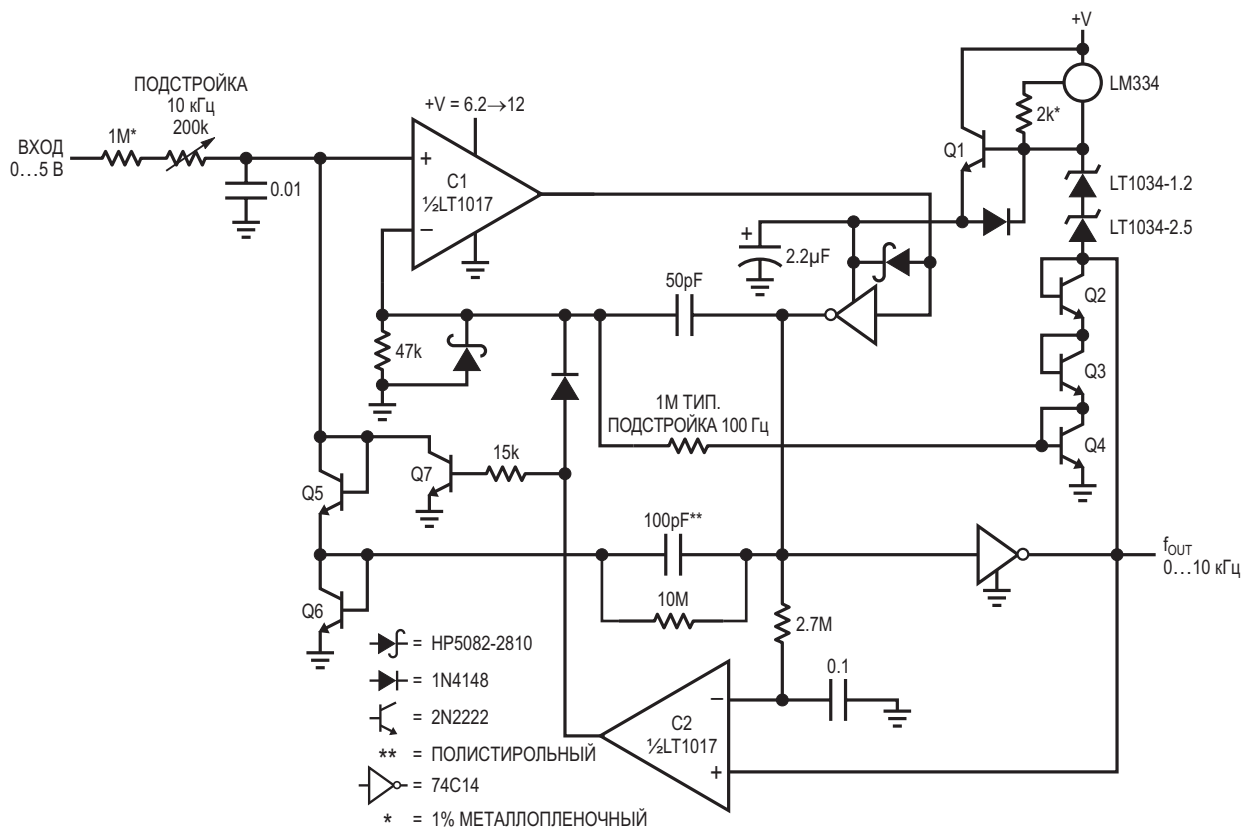 +V
LM334
2k*
Q1
LT1034-1.2
LT1034-2.5
ПОДСТРОЙКА
10 кГц
200k
+V = 6.2→12
1M*
ВХОД
0...5 В
+
C1
½LT1017
–
0.01
+
2.2µF
50pF
Q2
47k
Q3
1М ТИП.
ПОДСТРОЙКА 100 Гц
Q4
15k
Q7
Q5
100pF**
fOUT
0...10 кГц
10M
Q6
2.7M
= HP5082-2810
0.1
= 1N4148
–
C2
½LT1017
+
= 2N2222
** = ПОЛИСТИРОЛЬНЫЙ
= 74C14
* = 1% МЕТАЛЛОПЛЕНОЧНЫЙ